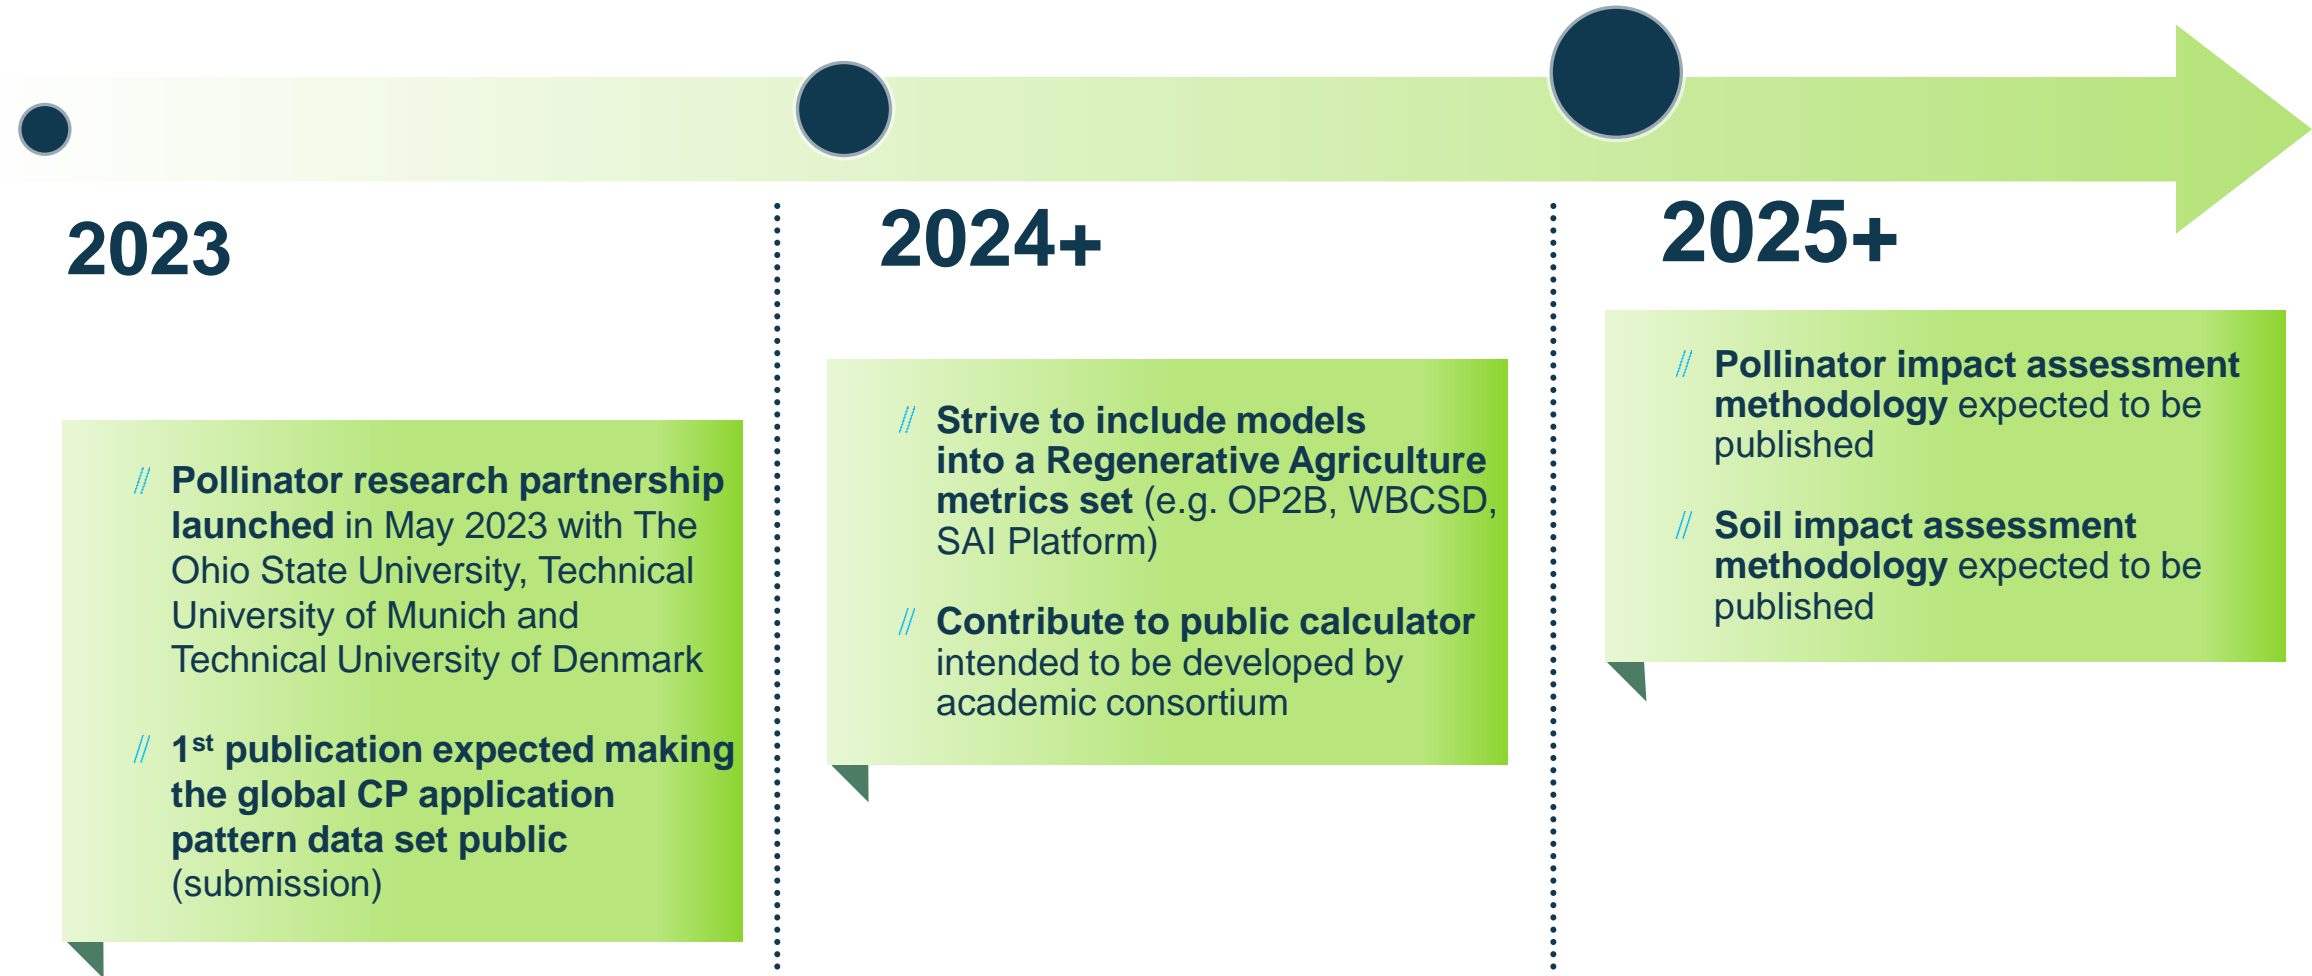 2023
// Pollinator research partnership
launched in May 2023 with The
Ohio State University, Technical
University of Munich and
Technical University of Denmark
// 1st publication expected making
the global CP application
pattern data set public
(submission)
2024+
// Strive to include models
into a Regenerative Agriculture
metrics set (e.g. OP2B, WBCSD,
SAI Platform)
// Contribute to public calculator
intended to be developed by
academic consortium
2025+
// Pollinator impact assessment
methodology expected to be
published
// Soil impact assessment
methodology expected to be
published